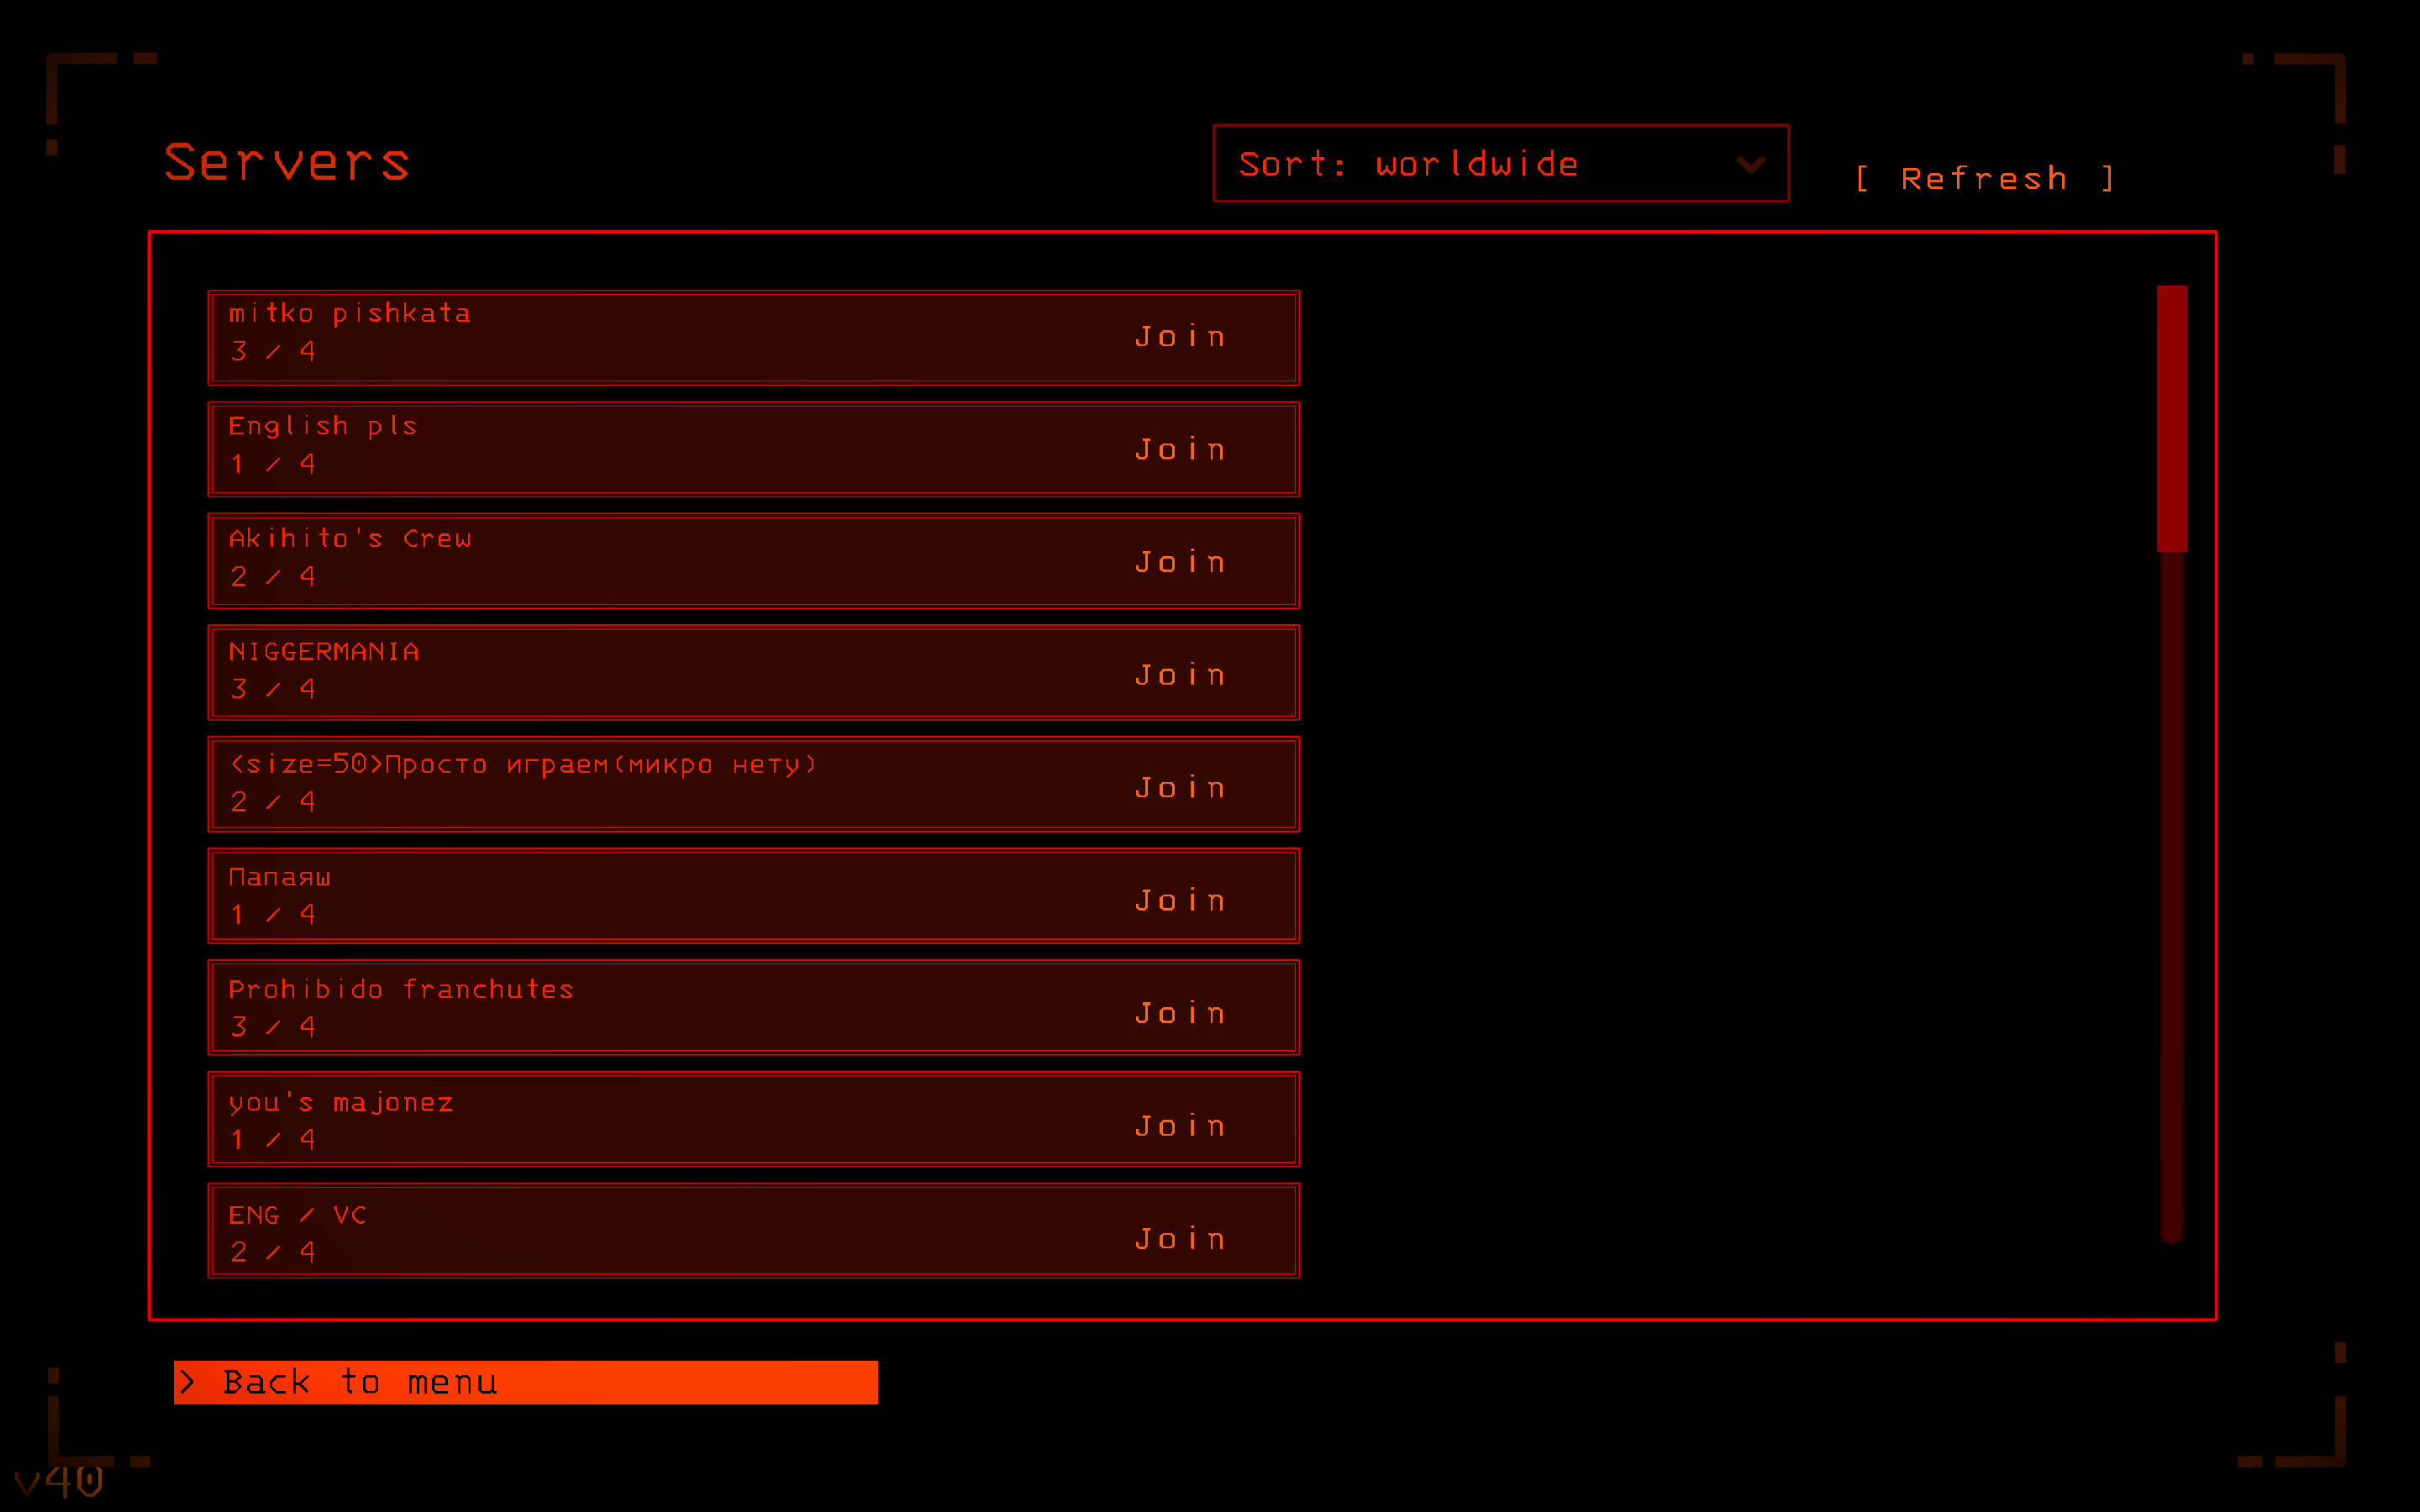 Servers
Sort: worldwide
[ Refresh ]
mitko pishkata
3 / 4
Join
English pls
1 / 4
Join
Akihito's Crew
2 / 4
Join
NIGGERMANIA
3 / 4
Join
<size=50>Просто играем(микро нету)
2 / 4
Join
Папаяш
1 / 4
Join
Prohibido franchutes
3 / 4
Join
you's majonez
1 / 4
Join
ENG / VC
2 / 4
Join
> Back to menu
v40